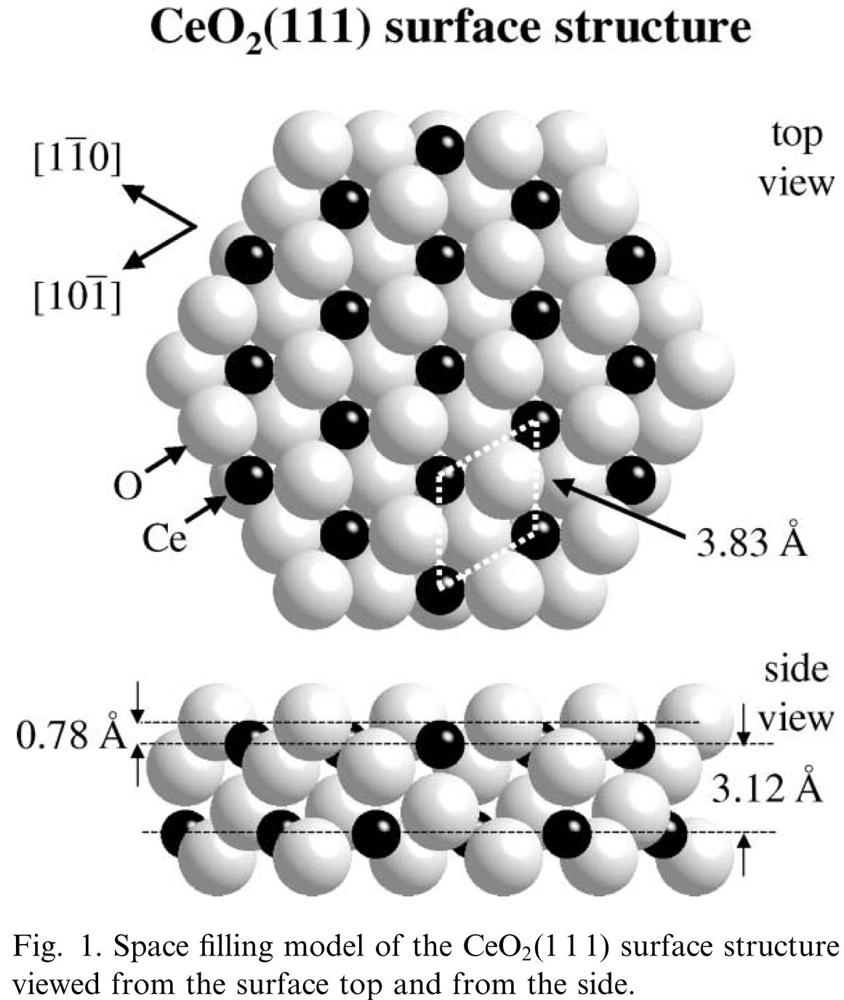 CeO₂(111) surface structure
top
view
[11̅0]
[101̅]
O
Ce
3.83 Å
side
view
0.78 Å
3.12 Å
Fig. 1. Space filling model of the CeO₂(1 1 1) surface structure
viewed from the surface top and from the side.